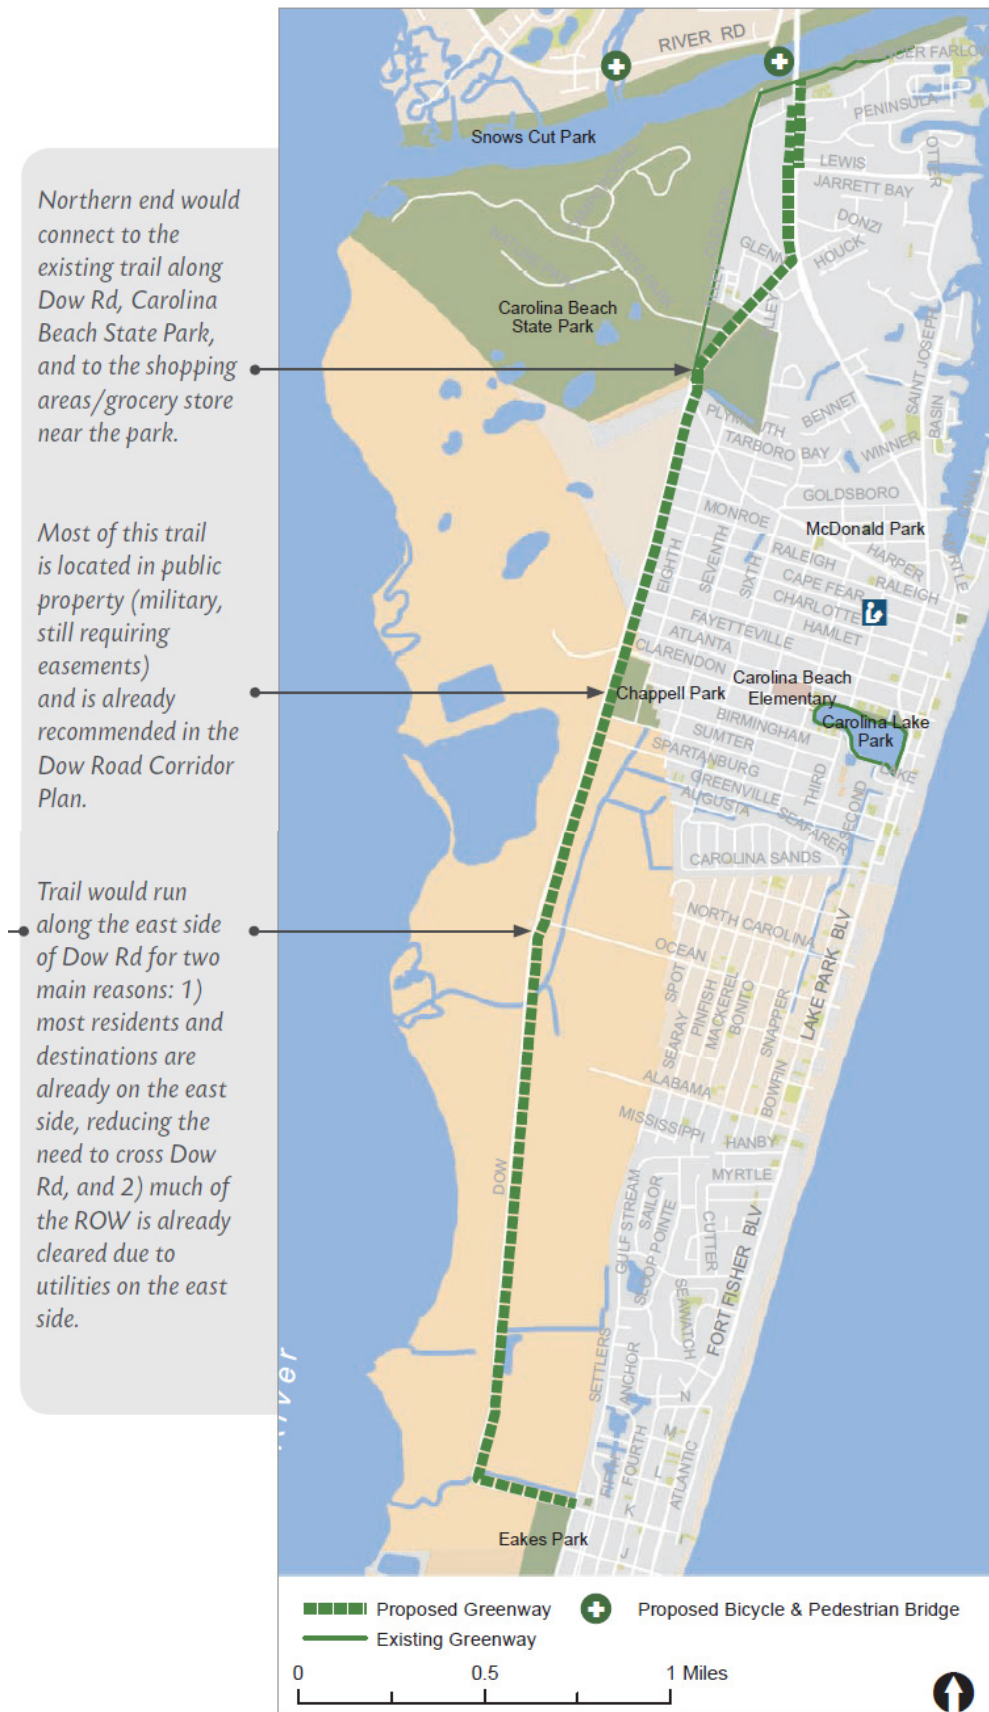 Northern end would
connect to the
existing trail along
Dow Rd, Carolina
Beach State Park,
and to the shopping
areas/grocery store
near the park.
Most of this trail
is located in public
property (military,
still requiring
easements)
and is already
recommended in the
Dow Road Corridor
Plan.
Trail would run
along the east side
of Dow Rd for two
main reasons: 1)
most residents and
destinations are
already on the east
side, reducing the
need to cross Dow
Rd, and 2) much of
the ROW is already
cleared due to
utilities on the east
side.
RIVER RD
Snows Cut Park
PENINSULA
OTTER
LEWIS
JARRETT BAY
DONZI
HOUCK
GLENN
Carolina Beach
State Park
SAINT JOSEPH
BASIN
PLYMOUTH
BENNET
TARBORO BAY
WINNER
GOLDSBORO
MONROE
McDonald Park
MYRTLE
EIGHTH
SEVENTH
SIXTH
RALEIGH
HARPER
CAPE FEAR
RALEIGH
CHARLOTTE
HAMLET
FAYETTEVILLE
ATLANTA
CLARENDON
Chappell Park
Carolina Beach
Elementary
Carolina Lake
Park
BIRMINGHAM
SUMTER
SPARTANBURG
GREENVILLE
AUGUSTA
THIRD
SECOND
LAKE
SEAFARER
CAROLINA SANDS
NORTH CAROLINA
OCEAN
LAKE PARK BLV
SEARAY
SPOT
PINFISH
MACKEREL
BONITO
SNAPPER
BOWFIN
ALABAMA
MISSISSIPPI
HANBY
MYRTLE
DOW
GULF STREAM
SAILOR
SLOOP POINTE
CUTTER
SEAWATCH
FORT FISHER BLV
SETTLERS
ANCHOR
N
M
L
K
J
FIFTH
FOURTH
ATLANTIC
River
Eakes Park
Proposed Greenway
Proposed Bicycle & Pedestrian Bridge
Existing Greenway
0 0.5 1 Miles